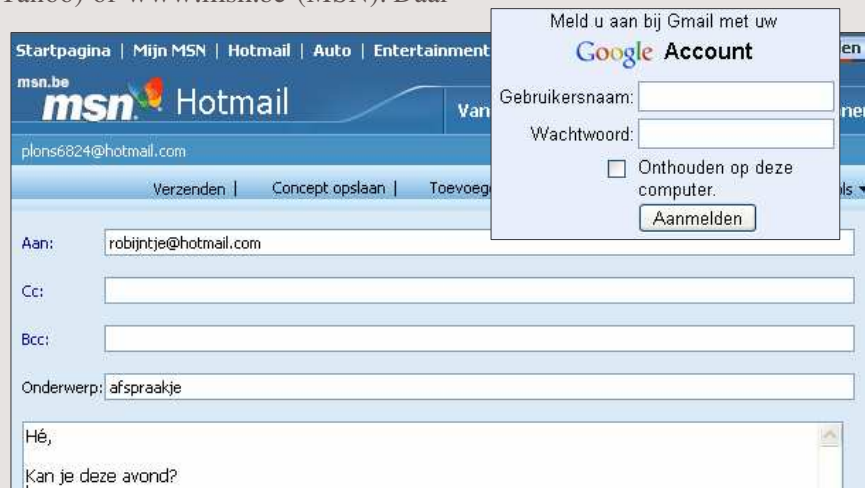 Yahoo) of www.msn.be (MSN). Daar
Startpagina | Mijn MSN | Hotmail | Auto | Entertainment
en
msn.be
msn Hotmail
Van
plons6824@hotmail.com
Verzenden | Concept opslaan |
Meld u aan bij Gmail met uw
Google Account
Gebruikersnaam:
Wachtwoord:
Onthouden op deze
computer.
Aanmelden
Aan: robijntje@hotmail.com
Cc:
Bcc:
Onderwerp: afspraakje
Hé,
Kan je deze avond?